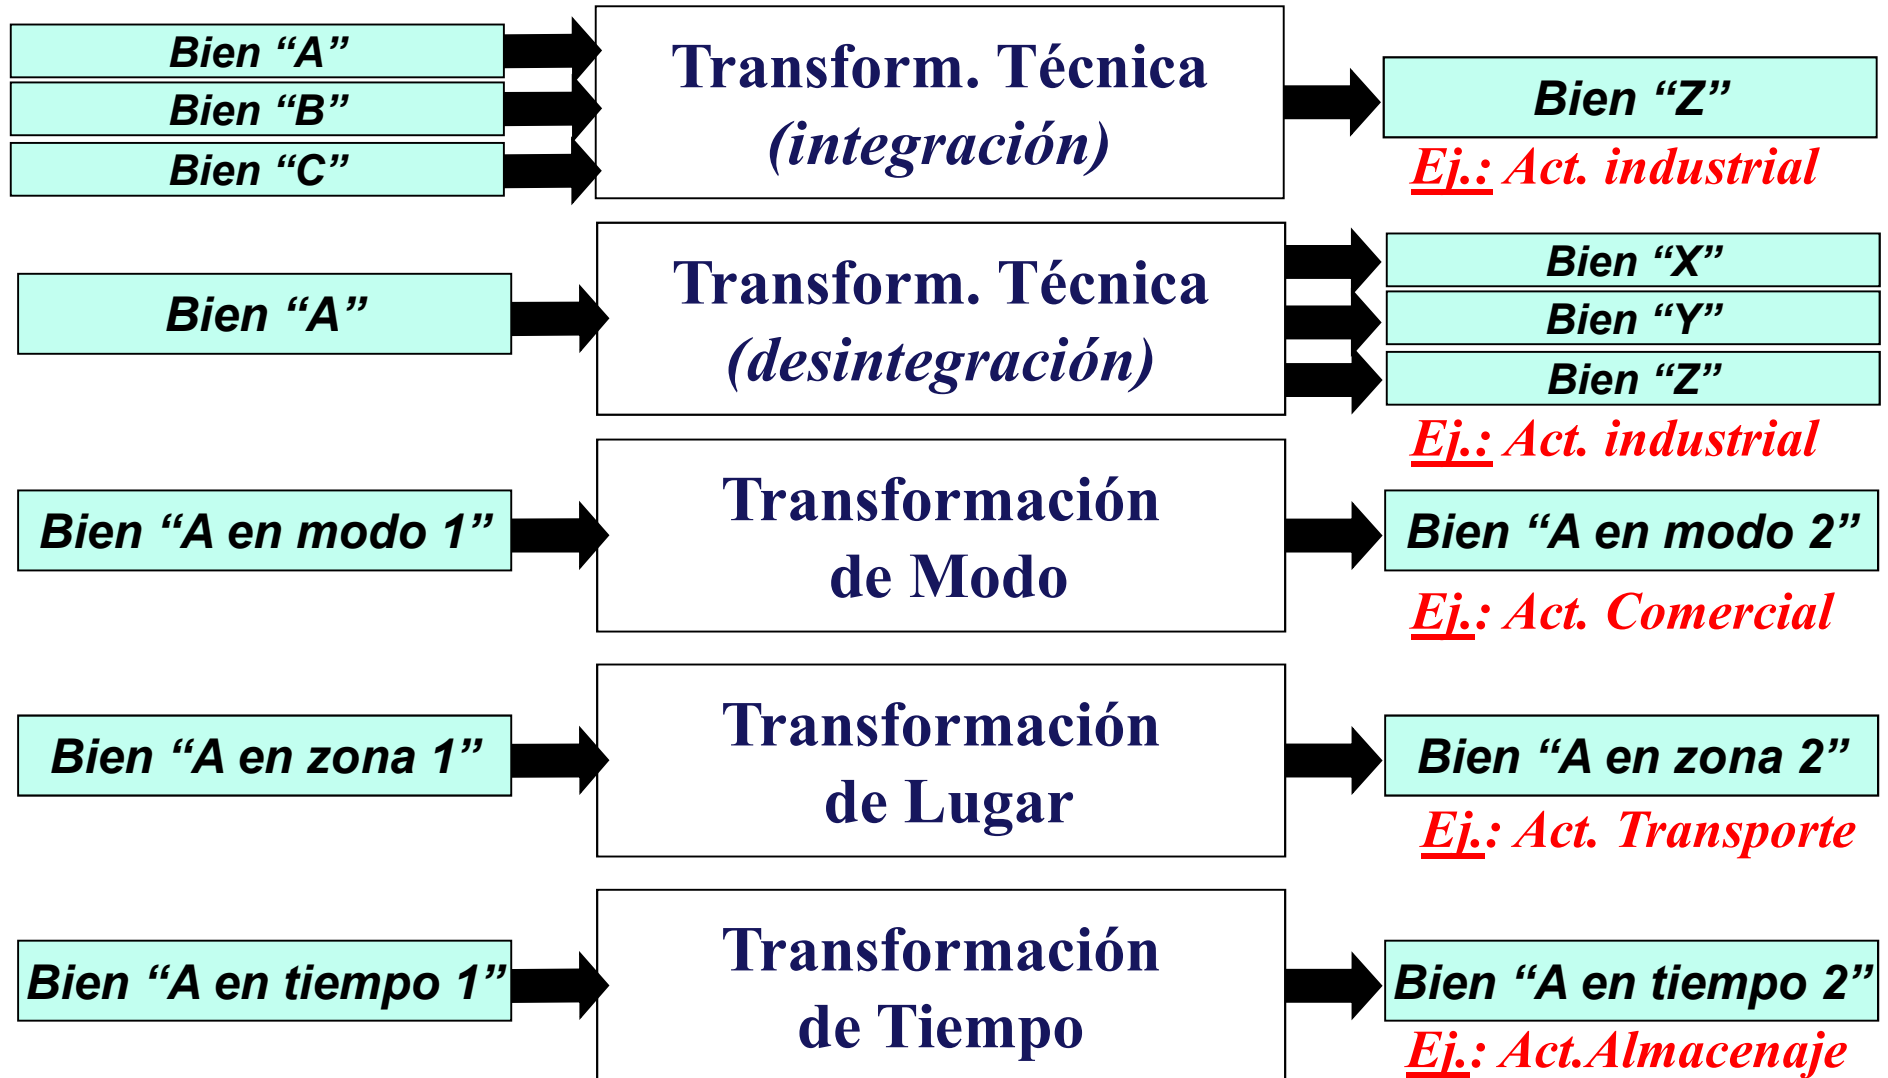 Bien “A”
Bien “B”
Bien “C”
Transform. Técnica
(integración)
Bien “Z”
Ej.: Act. industrial
Bien “A”
Transform. Técnica
(desintegración)
Bien “X”
Bien “Y”
Bien “Z”
Ej.: Act. industrial
Bien “A en modo 1”
Transformación
de Modo
Bien “A en modo 2”
Ej.: Act. Comercial
Bien “A en zona 1”
Transformación
de Lugar
Bien “A en zona 2”
Ej.: Act. Transporte
Bien “A en tiempo 1”
Transformación
de Tiempo
Bien “A en tiempo 2”
Ej.: Act.Almacenaje